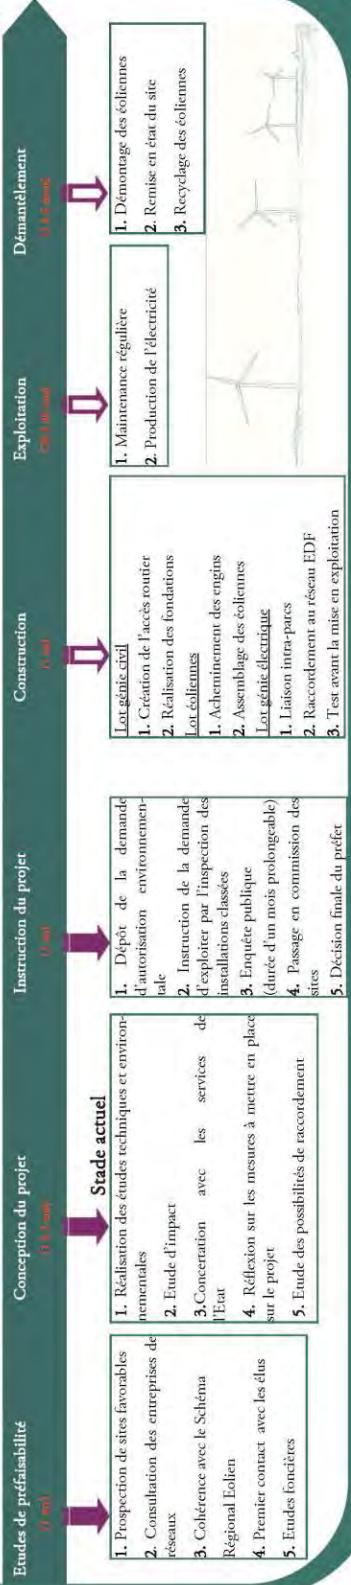 Etudes de préfaisabilité
1. Prospection de sites favorables
2. Consultation des entreprises de
réseaux
3. Cohérence avec le Schéma
Régional Eolien
4. Premier contact avec les élus
5. Etudes foncières
Conception du projet
Stade actuel
1. Réalisation des études techniques et environ-
nementales
2. Etude d'impact
3.Concertation avec les services de
l'Etat
4. Réflexion sur les mesures à mettre en place
sur le projet
5. Etude des possibilités de raccordement
Instruction du projet
1. Dépôt de la demande
d'autorisation environnemen-
tale
2. Instruction de la demande
d'exploiter par l'inspection des
installations classées
3. Enquête publique
(durée d'un mois prolongeable)
4. Passage en commission des
sites
5. Décision finale du préfet
Construction
Lot génie civil
1. Création de l'accès routier
2. Réalisation des fondations
Lot éoliennes
1. Acheminement des engins
2. Assemblage des éoliennes
Lot génie électrique
1. Liaison intra-parcs
2. Raccordement au réseau EDF
3. Test avant la mise en exploitation
Exploitation
1. Maintenance régulière
2. Production de l'électricité
Démantèlement
1. Démontage des éoliennes
2. Remise en état du site
3. Recyclage des éoliennes